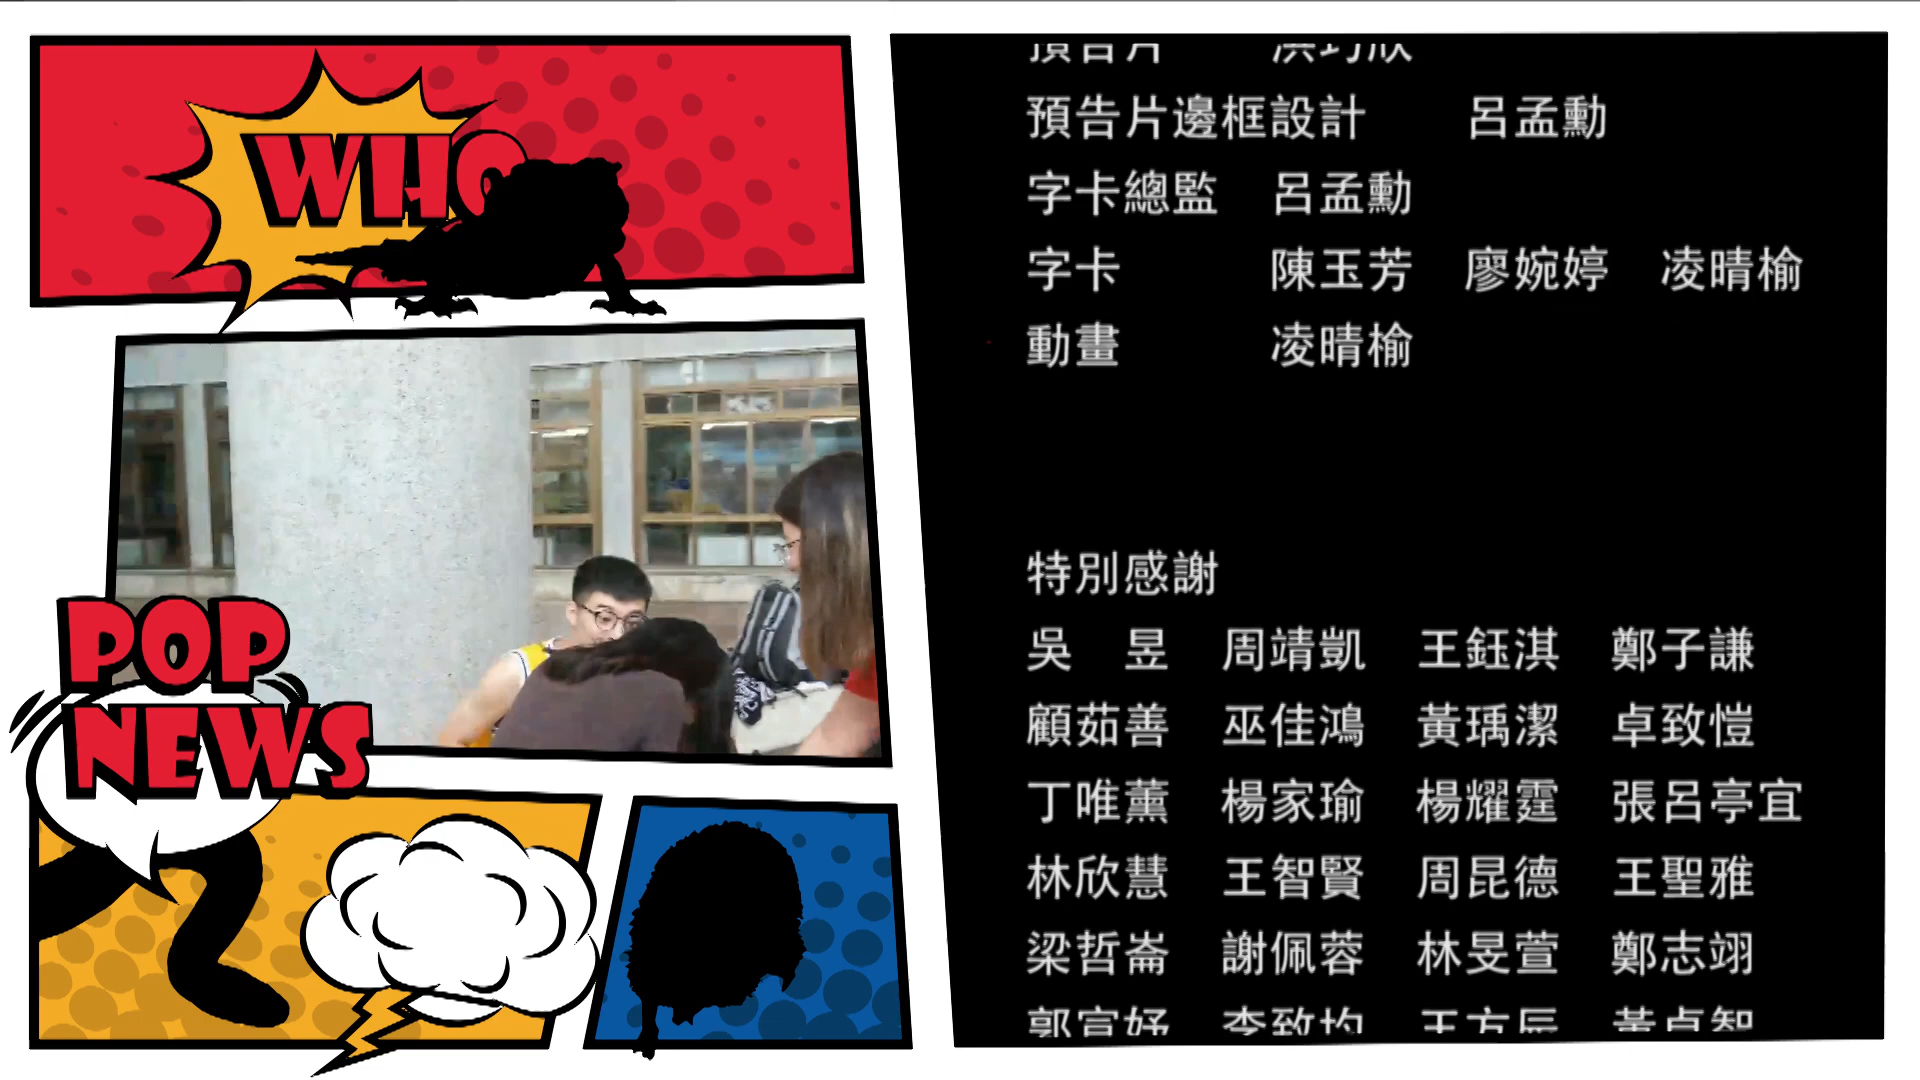 WHO
POP
NEWS
預告片邊框設計 呂孟勳
字卡總監 呂孟勳
字卡 陳玉芳 廖婉婷 凌晴榆
動畫 凌晴榆
特別感謝
吳 昱 周靖凱 王鈺淇 鄭子謙
顧茹善 巫佳鴻 黃瑀潔 卓致愷
丁唯薰 楊家瑜 楊耀霆 張呂亭宜
林欣慧 王智賢 周昆德 王聖雅
梁哲崙 謝佩蓉 林旻萱 鄭志翊